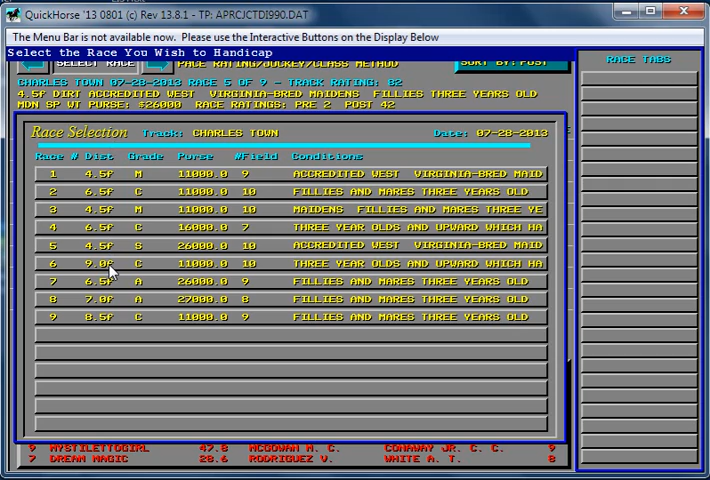 QuickHorse '13 0801 (c) Rev 13.8.1 - TP: APRCJCTDI990.DAT
The Menu Bar is not available now. Please use the Interactive Buttons on the Display Below
Select the Race You Wish to Handicap
RACE TABS
SELECT RACE PACE RATING/JOCKEY/CLASS METHOD SORT BY: POST
CHARLES TOWN 07-28-2013 RACE 5 OF 9 - TRACK RATING: 82
4.5F DIRT ACCREDITED WEST VIRGINIA-BRED MAIDENS FILLIES THREE YEARS OLD
MDN SP WT PURSE: $26000 RACE RATINGS: PRE 2 POST 42
Race Selection Track: CHARLES TOWN Date: 07-28-2013
Race # Dist Grade Purse #Field Conditions
1 4.5F M 11000.0 9 ACCREDITED WEST VIRGINIA-BRED MAID
2 6.5F C 11000.0 10 FILLIES AND MARES THREE YEARS OLD
3 4.5F M 11000.0 10 MAIDENS FILLIES AND MARES THREE YE
4 6.5F C 16000.0 7 THREE YEAR OLDS AND UPWARD WHICH HA
5 4.5F S 26000.0 10 ACCREDITED WEST VIRGINIA-BRED MAID
6 9.0F C 11000.0 10 THREE YEAR OLDS AND UPWARD WHICH HA
7 6.5F A 26000.0 9 FILLIES AND MARES THREE YEARS OLD
8 7.0F A 27000.0 8 FILLIES AND MARES THREE YEARS OLD
9 8.5F C 11000.0 9 FILLIES AND MARES THREE YEARS OLD
9 MYSTILETTOGIRL 47.8 MCGOWAN M. C. CONAWAY JR. C. C. 9
7 DREAM MAGIC 28.6 RODRIGUEZ V. WHITE A. T. 8